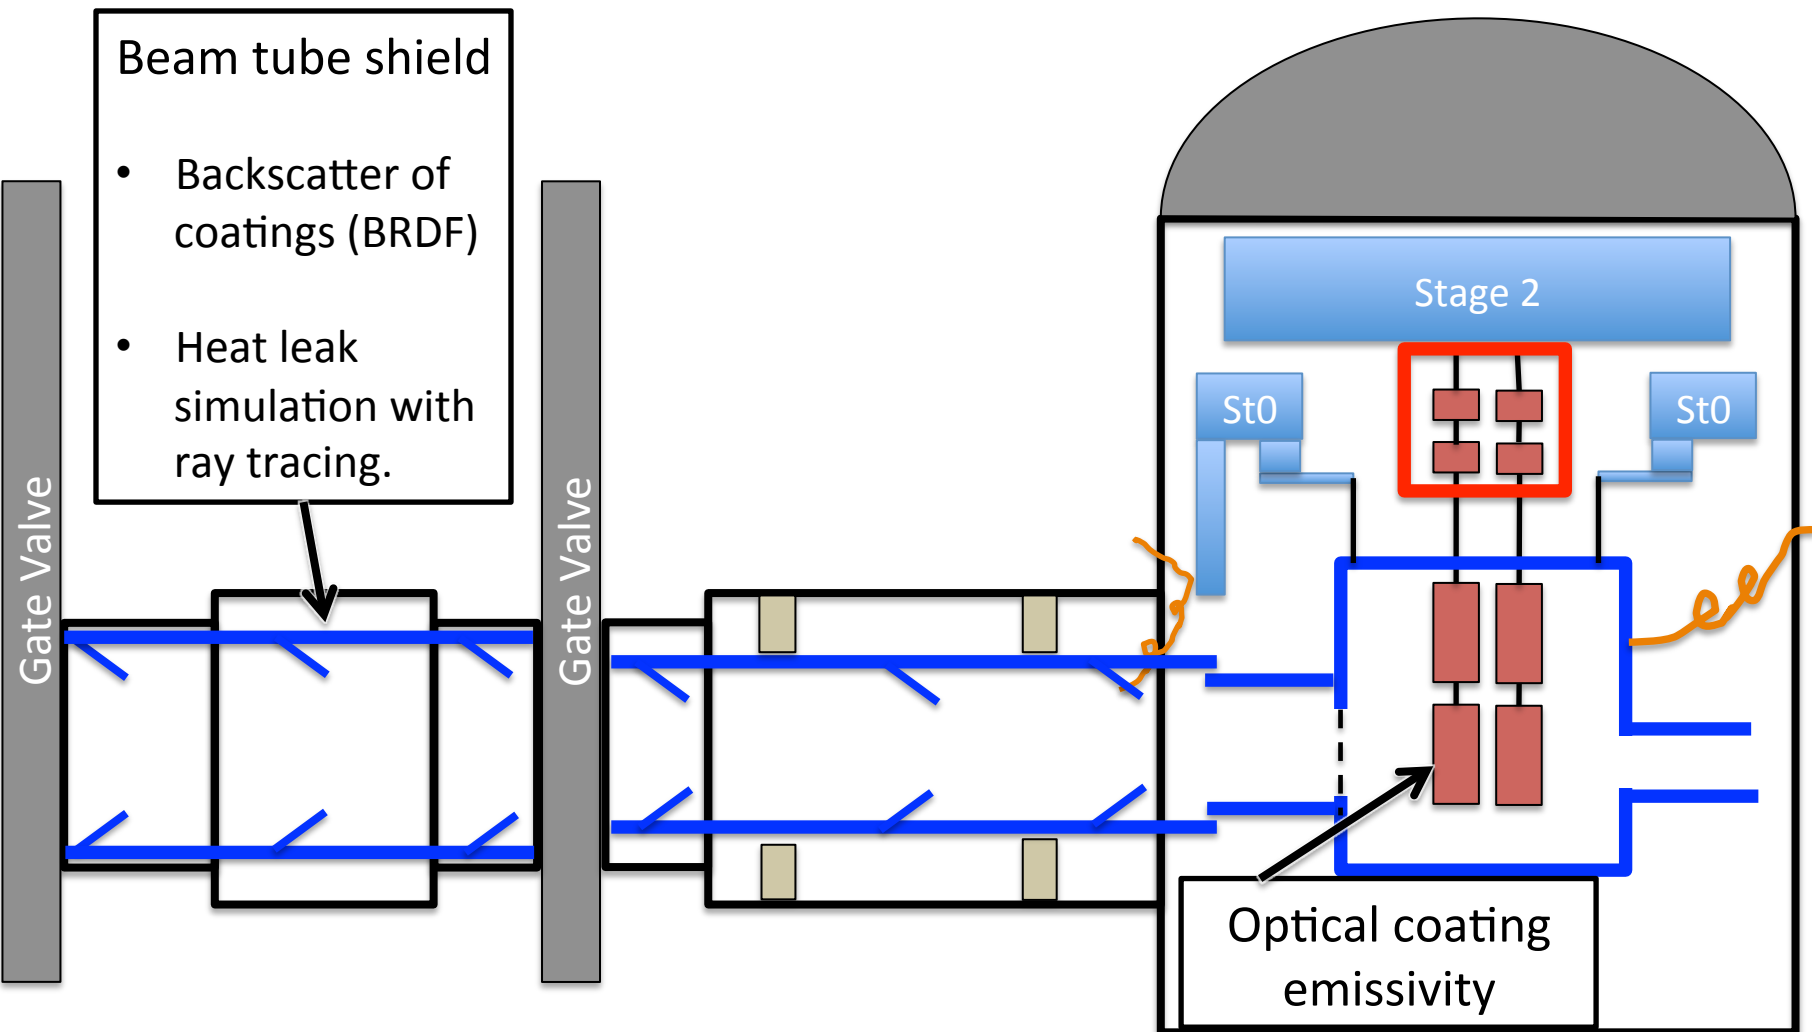 Beam tube shield
• Backscatter of
coatings (BRDF)
• Heat leak
simulation with
ray tracing.
Gate Valve
Gate Valve
Stage 2
St0
St0
Optical coating
emissivity